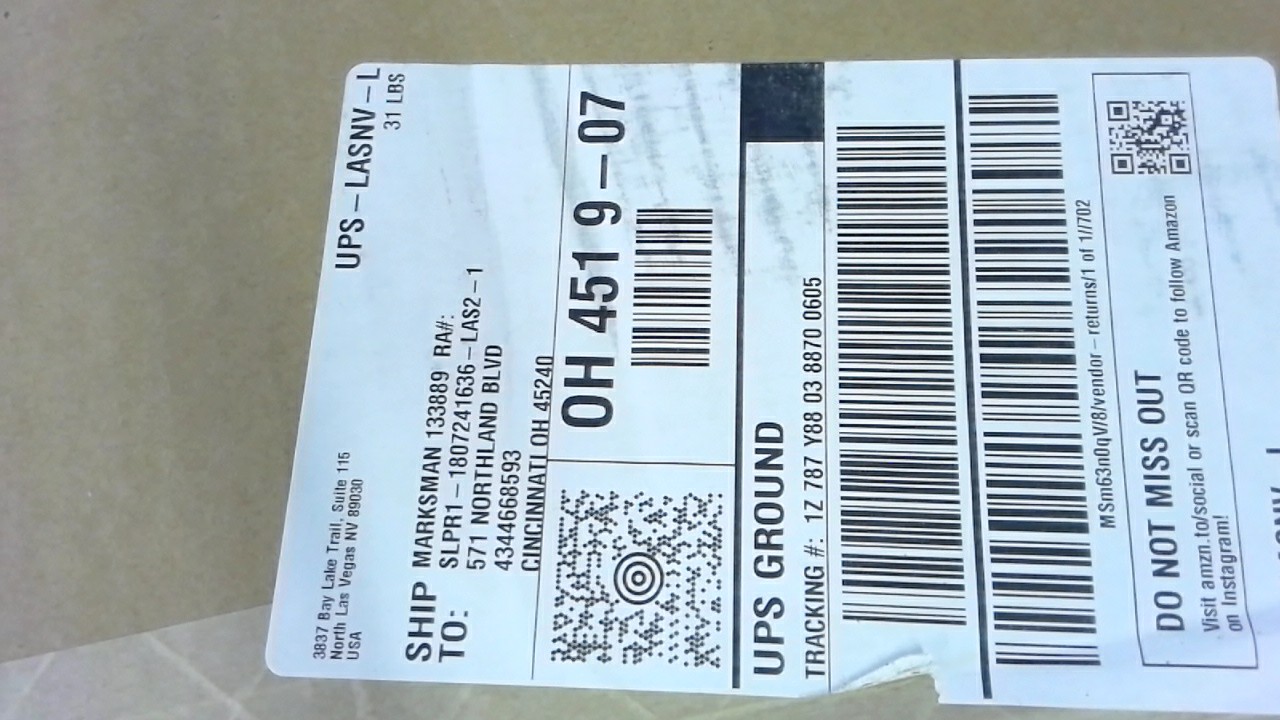 UPS-LASNV-L
31 LBS
3837 Bay Lake Trail, Suite 115
North Las Vegas NV 89030
USA
SHIP TO:
MARKSMAN 133889 RA#:
SLPR1-1807241636-LAS2-1
571 NORTHLAND BLVD
4344668593
CINCINNATI OH 45240
OH 451 9-07
UPS GROUND
TRACKING #: 1Z 787 Y88 03 8870 0605
MSm63n0qV/8/vendor-returns/1 of 1//702
DO NOT MISS OUT
Visit amzn.to/social or scan QR code to follow Amazon
on Instagram!